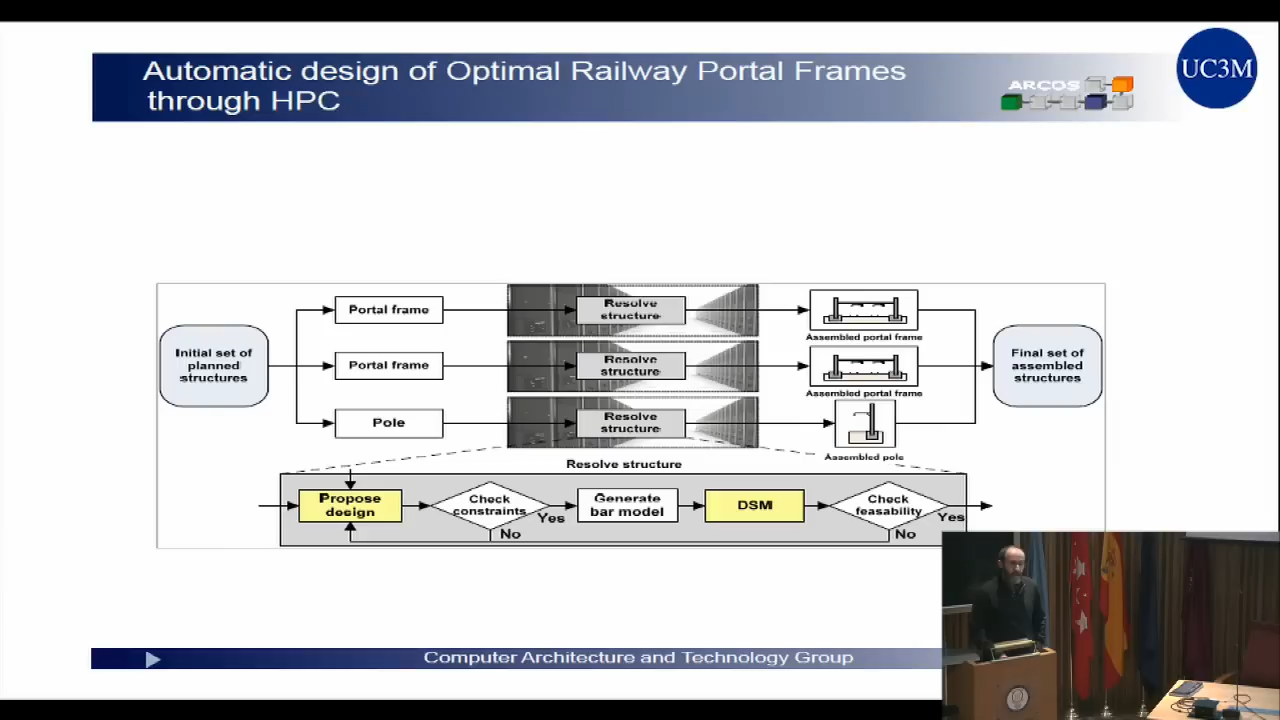 Automatic design of Optimal Railway Portal Frames
through HPC
ARCOS
UC3M
Initial set of
planned
structures
Portal frame
Resolve
structure
Assembled portal frame
Portal frame
Resolve
structure
Assembled portal frame
Pole
Resolve
structure
Assembled pole
Final set of
assembled
structures
Resolve structure
Propose
design
Check
constraints
Yes
No
Generate
bar model
DSM
Check
feasability
Yes
No
Computer Architecture and Technology Group